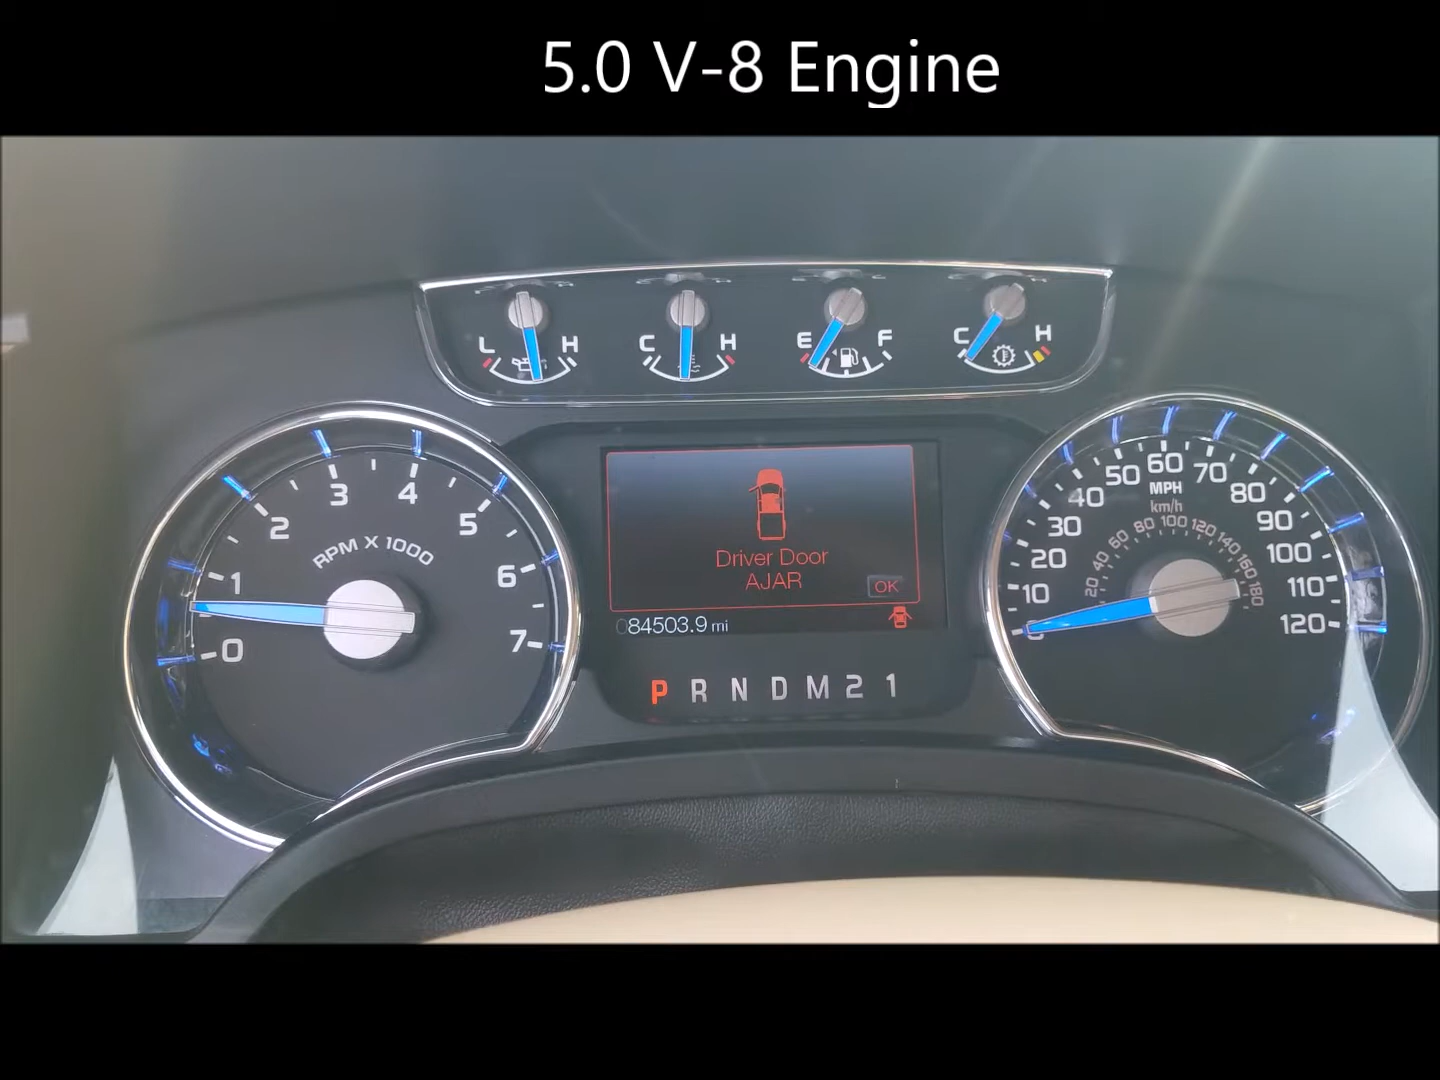 5.0 V-8 Engine
L H C H E F C H
0 1 2 3 4 5 6 7
RPM X 1000
Driver Door
AJAR
OK
084503.9 mi
P R N D M 2 1
10 20 30 40 50 60 70 80 90 100 110 120
MPH
km/h
20 40 60 80 100 120 140 160 180